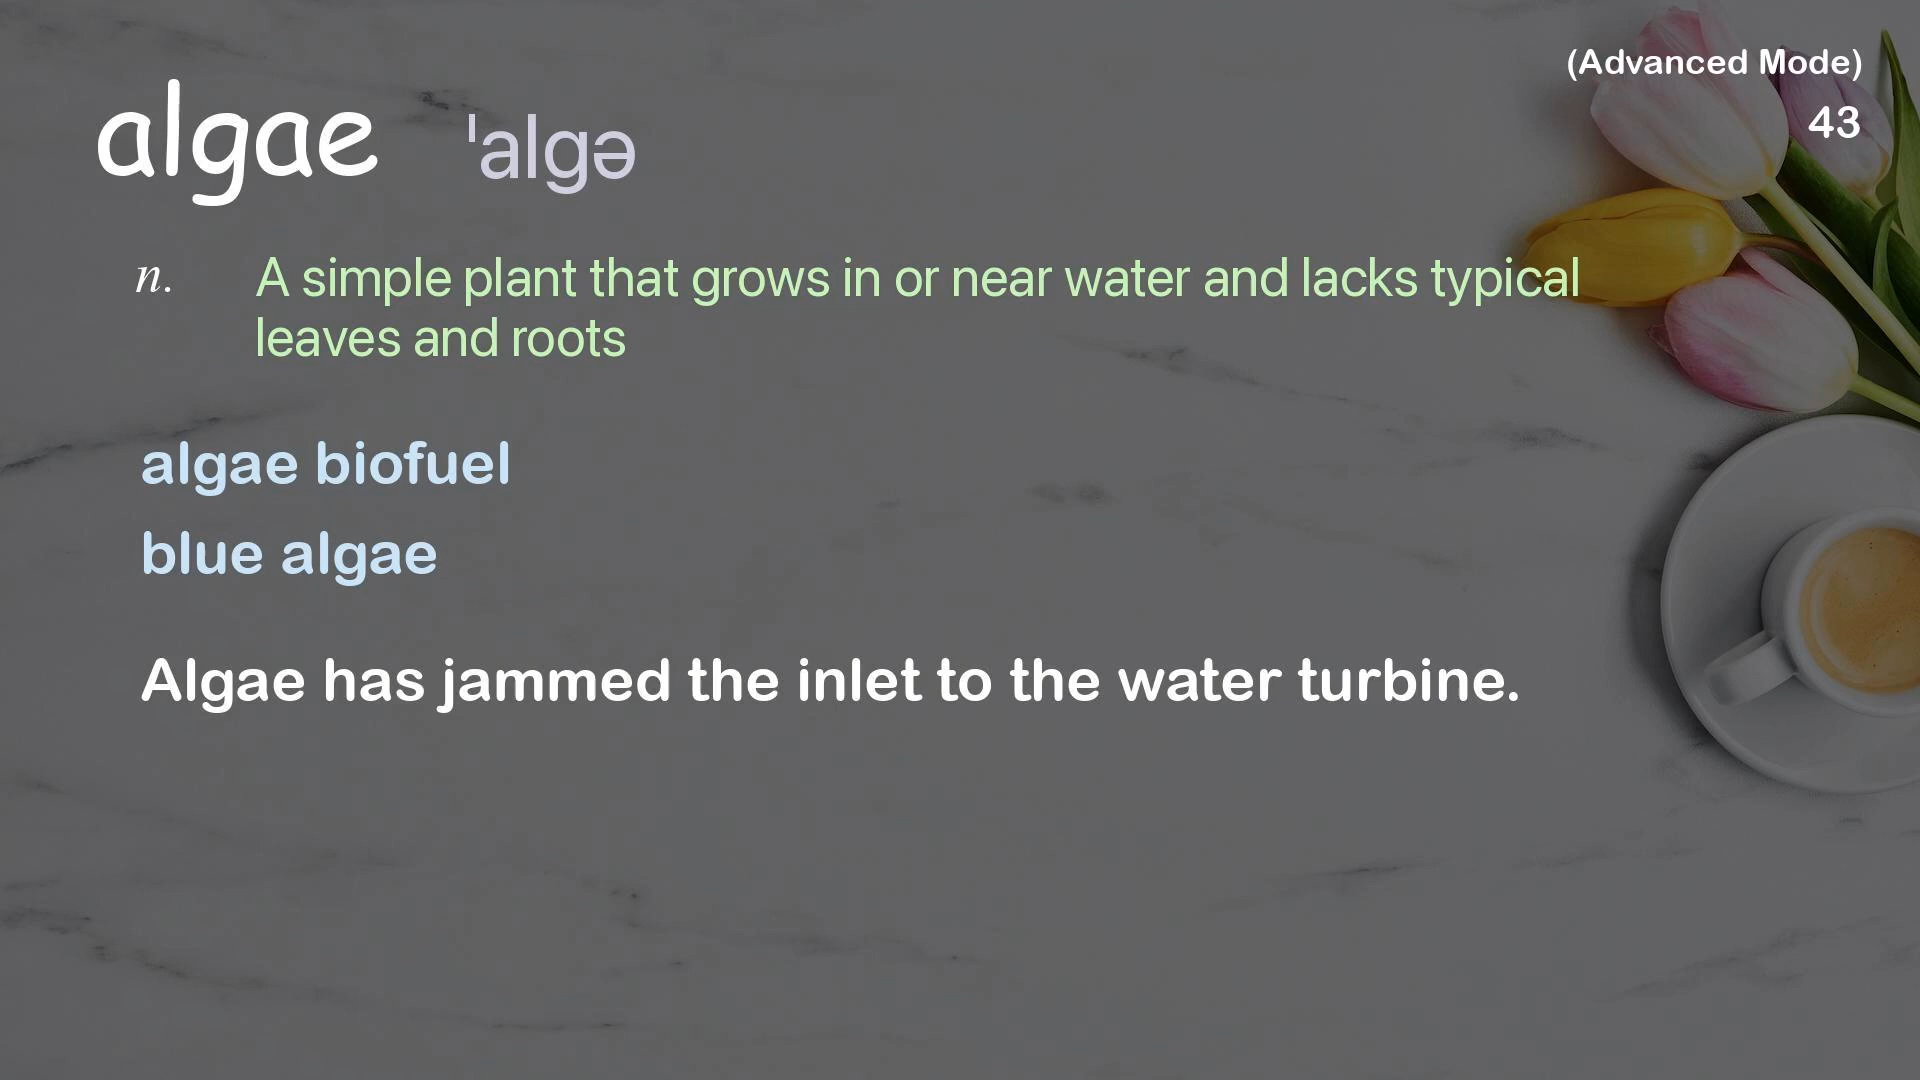 (Advanced Mode)
43
algae ˈalgə
n. A simple plant that grows in or near water and lacks typical
leaves and roots
algae biofuel
blue algae
Algae has jammed the inlet to the water turbine.